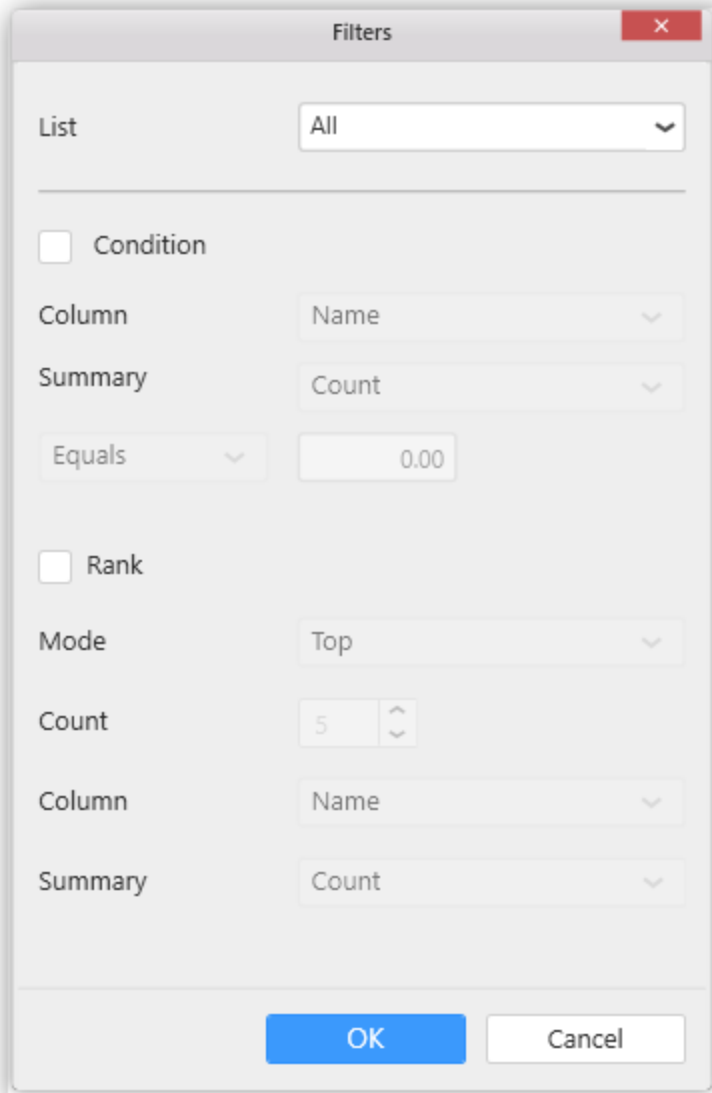 Filters
List All
Condition
Column Name
Summary Count
Equals 0.00
Rank
Mode Top
Count 5
Column Name
Summary Count
OK Cancel